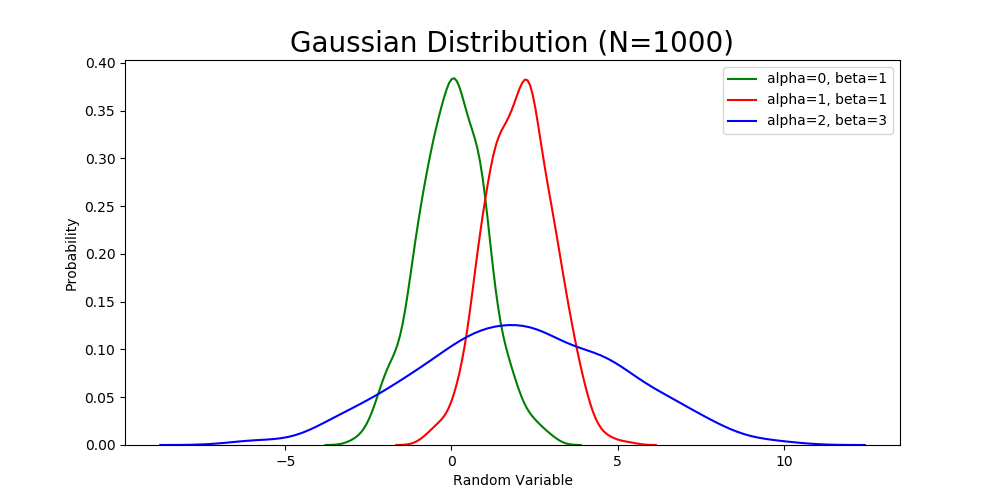 Gaussian Distribution (N=1000)
alpha=0, beta=1
alpha=1, beta=1
alpha=2, beta=3
Probability
0.40
0.35
0.30
0.25
0.20
0.15
0.10
0.05
0.00
−5
0
5
10
Random Variable